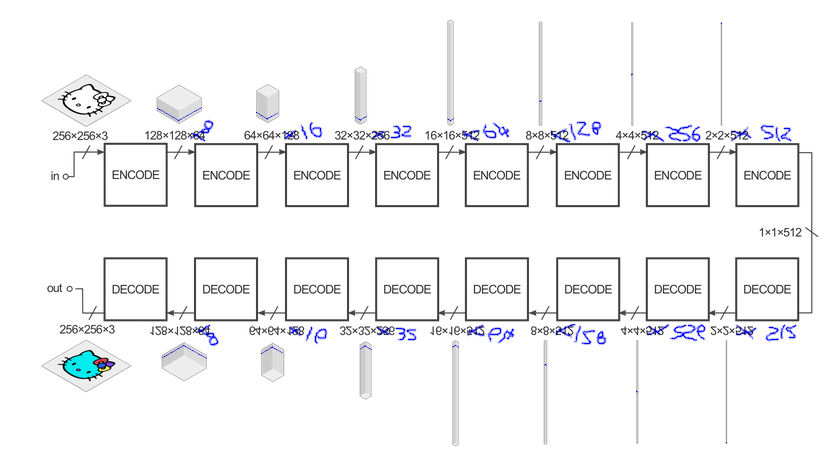 256×256×3 128×128×64 8 64×64×128 16 32×32×256 32 16×16×512 64 8×8×512 128 4×4×512 256 2×2×512 512
in ENCODE ENCODE ENCODE ENCODE ENCODE ENCODE ENCODE ENCODE
1×1×512
out DECODE DECODE DECODE DECODE DECODE DECODE DECODE DECODE
256×256×3 128×128×64 8 64×64×128 16 32×32×256 32 16×16×512 64 8×8×512 128 4×4×512 256 2×2×512 512